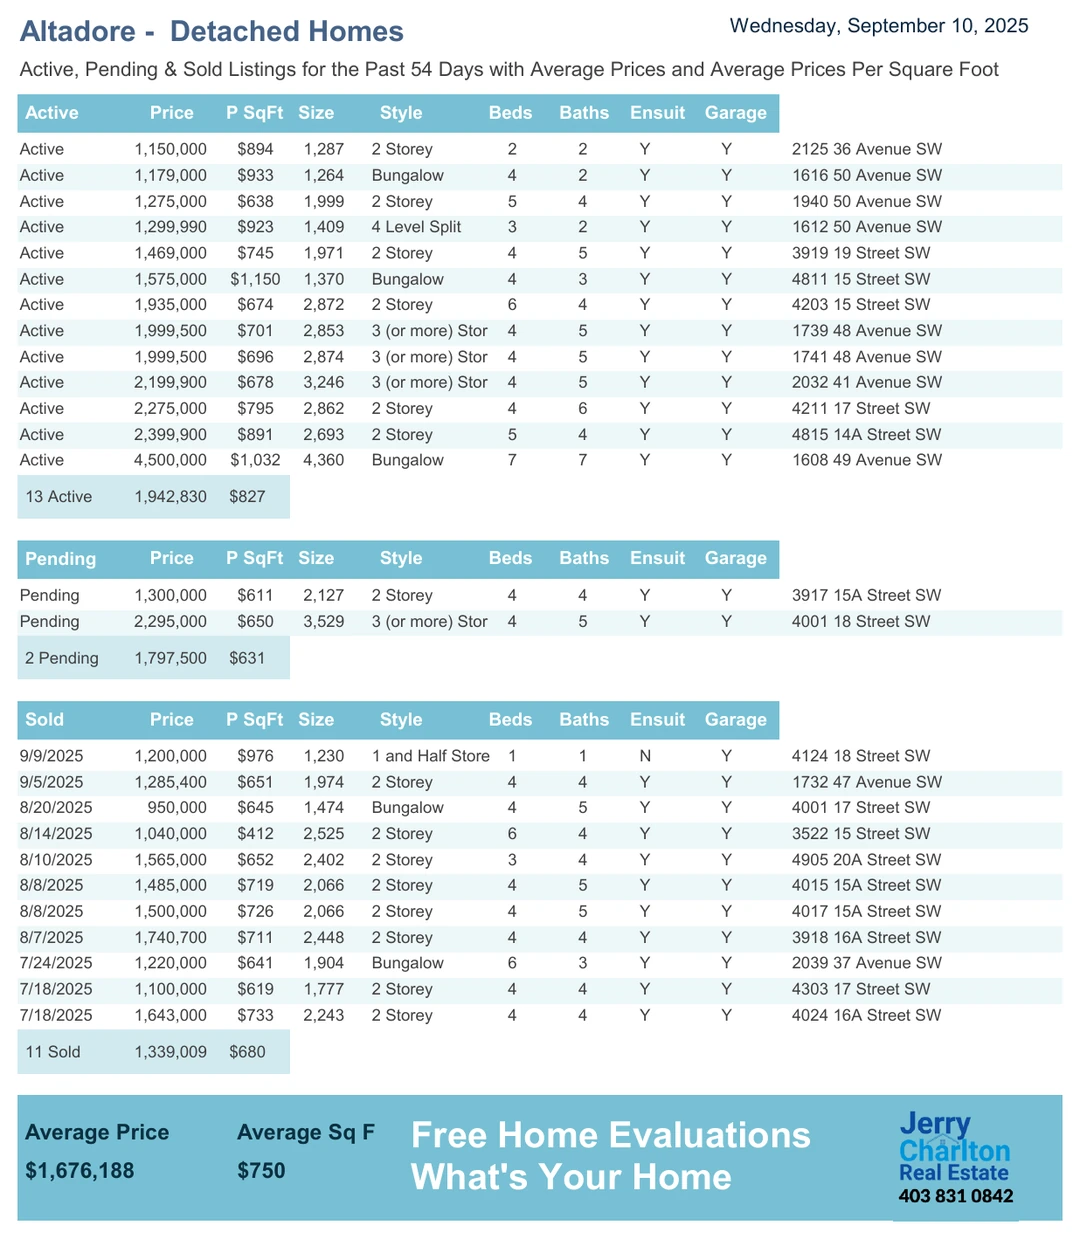 Altadore -  Detached Homes
Wednesday, September 10, 2025
Active, Pending & Sold Listings for the Past 54 Days with Average Prices and Average Prices Per Square Foot
Active Price P SqFt Size Style Beds Baths Ensuit Garage
Active 1,150,000 $894 1,287 2 Storey 2 2 Y Y 2125 36 Avenue SW
Active 1,179,000 $933 1,264 Bungalow 4 2 Y Y 1616 50 Avenue SW
Active 1,275,000 $638 1,999 2 Storey 5 4 Y Y 1940 50 Avenue SW
Active 1,299,990 $923 1,409 4 Level Split 3 2 Y Y 1612 50 Avenue SW
Active 1,469,000 $745 1,971 2 Storey 4 5 Y Y 3919 19 Street SW
Active 1,575,000 $1,150 1,370 Bungalow 4 3 Y Y 4811 15 Street SW
Active 1,935,000 $674 2,872 2 Storey 6 4 Y Y 4203 15 Street SW
Active 1,999,500 $701 2,853 3 (or more) Stor 4 5 Y Y 1739 48 Avenue SW
Active 1,999,500 $696 2,874 3 (or more) Stor 4 5 Y Y 1741 48 Avenue SW
Active 2,199,900 $678 3,246 3 (or more) Stor 4 5 Y Y 2032 41 Avenue SW
Active 2,275,000 $795 2,862 2 Storey 4 6 Y Y 4211 17 Street SW
Active 2,399,900 $891 2,693 2 Storey 5 4 Y Y 4815 14A Street SW
Active 4,500,000 $1,032 4,360 Bungalow 7 7 Y Y 1608 49 Avenue SW
13 Active 1,942,830 $827
Pending Price P SqFt Size Style Beds Baths Ensuit Garage
Pending 1,300,000 $611 2,127 2 Storey 4 4 Y Y 3917 15A Street SW
Pending 2,295,000 $650 3,529 3 (or more) Stor 4 5 Y Y 4001 18 Street SW
2 Pending 1,797,500 $631
Sold Price P SqFt Size Style Beds Baths Ensuit Garage
9/9/2025 1,200,000 $976 1,230 1 and Half Store 1 1 N Y 4124 18 Street SW
9/5/2025 1,285,400 $651 1,974 2 Storey 4 4 Y Y 1732 47 Avenue SW
8/20/2025 950,000 $645 1,474 Bungalow 4 5 Y Y 4001 17 Street SW
8/14/2025 1,040,000 $412 2,525 2 Storey 6 4 Y Y 3522 15 Street SW
8/10/2025 1,565,000 $652 2,402 2 Storey 3 4 Y Y 4905 20A Street SW
8/8/2025 1,485,000 $719 2,066 2 Storey 4 5 Y Y 4015 15A Street SW
8/8/2025 1,500,000 $726 2,066 2 Storey 4 5 Y Y 4017 15A Street SW
8/7/2025 1,740,700 $711 2,448 2 Storey 4 4 Y Y 3918 16A Street SW
7/24/2025 1,220,000 $641 1,904 Bungalow 6 3 Y Y 2039 37 Avenue SW
7/18/2025 1,100,000 $619 1,777 2 Storey 4 4 Y Y 4303 17 Street SW
7/18/2025 1,643,000 $733 2,243 2 Storey 4 4 Y Y 4024 16A Street SW
11 Sold 1,339,009 $680
Average Price Average Sq F
$1,676,188 $750
Free Home Evaluations
What's Your Home
Jerry
Charlton
Real Estate
403 831 0842